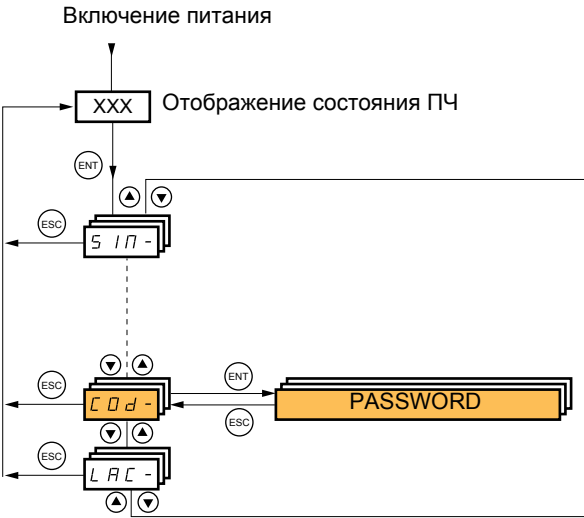 Включение питания
XXX Отображение состояния ПЧ
ENT
ESC
SIM-
ESC ENT
COd- PASSWORD
ESC
ESC
LAC-